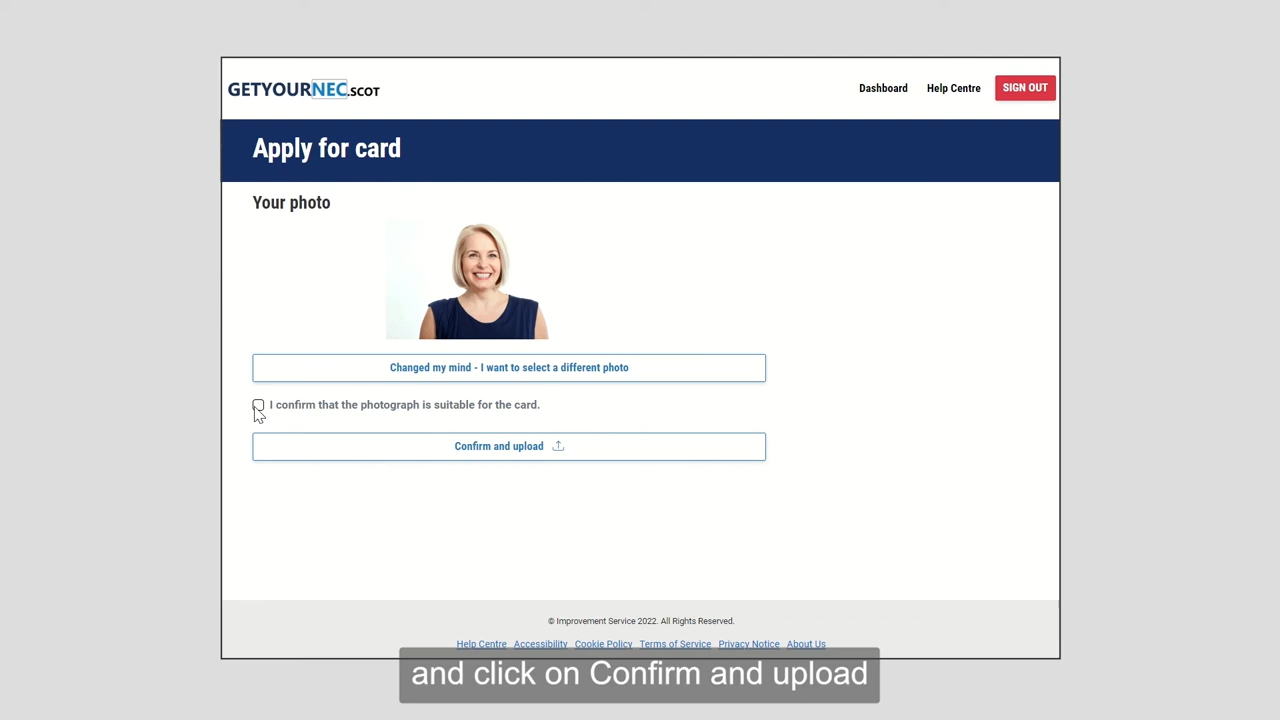 GETYOURNEC.SCOT
Dashboard Help Centre SIGN OUT
Apply for card
Your photo
Changed my mind - I want to select a different photo
I confirm that the photograph is suitable for the card.
Confirm and upload
© Improvement Service 2022. All Rights Reserved.
Help Centre Accessibility Cookie Policy Terms of Service Privacy Notice About Us
and click on Confirm and upload